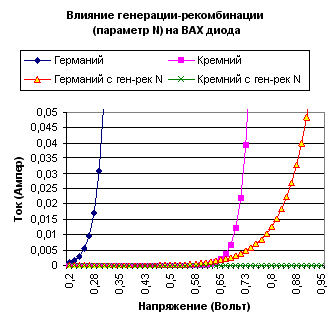 Влияние генерации-рекомбинации
(параметр N) на ВАХ диода
Германий
Кремний
Германий с ген-рек N
Кремний с ген-рек N
0,05
0,045
0,04
0,035
0,03
0,025
0,02
0,015
0,01
0,005
0
Ток (Ампер)
0,2 0,28 0,35 0,43 0,5 0,58 0,65 0,73 0,8 0,88 0,95
Напряжение (Вольт)